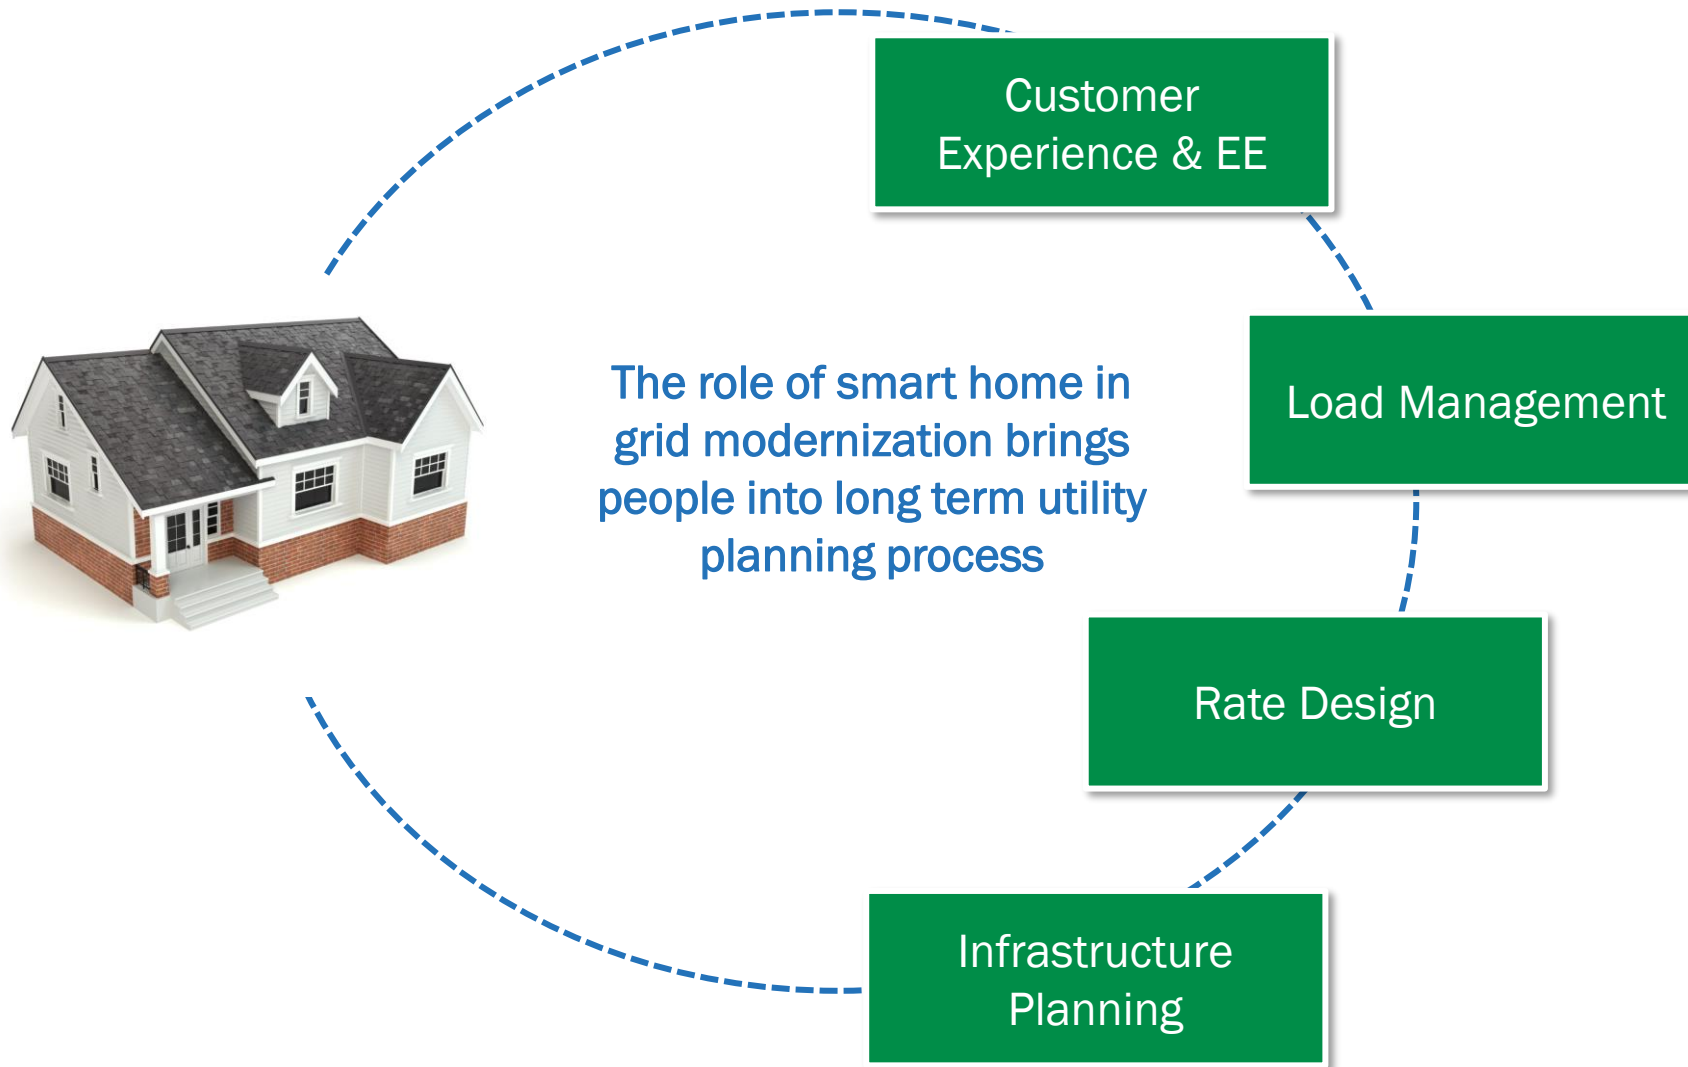 Customer
Experience & EE
The role of smart home in
grid modernization brings
people into long term utility
planning process
Load Management
Rate Design
Infrastructure
Planning